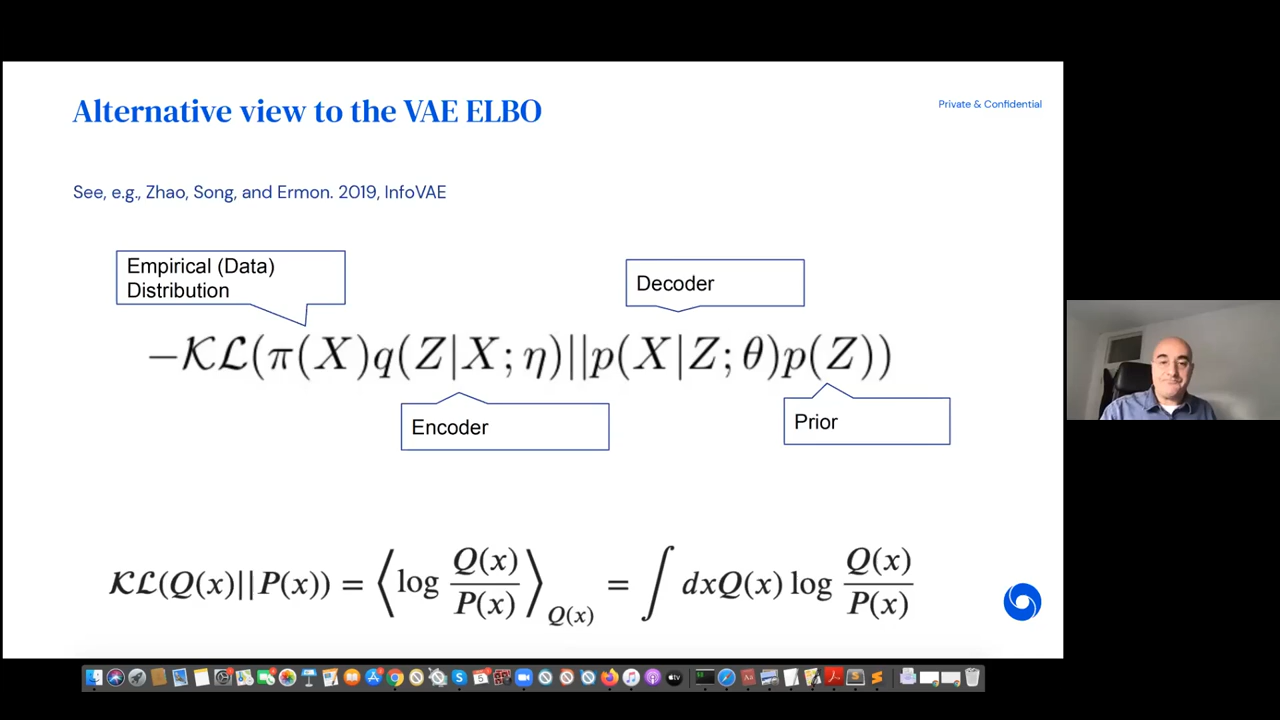 Alternative view to the VAE ELBO
Private & Confidential
See, e.g., Zhao, Song, and Ermon. 2019, InfoVAE
Empirical (Data)
Distribution
Decoder
−𝒦ℒ(π(X)q(Z|X; η)||p(X|Z; θ)p(Z))
Encoder
Prior
𝒦ℒ(Q(x)||P(x)) = ⟨log Q(x)/P(x)⟩_Q(x) = ∫ dxQ(x) log Q(x)/P(x)